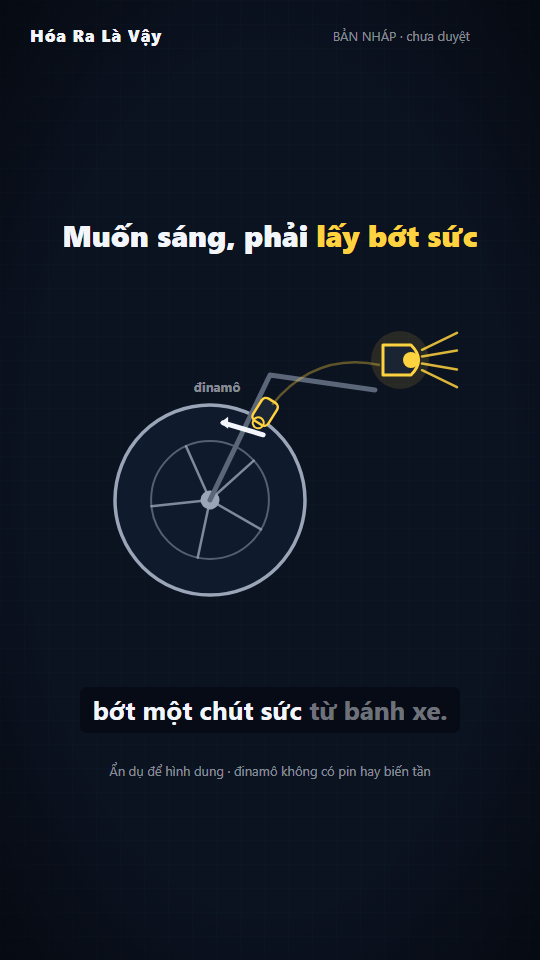 Hóa Ra Là Vậy
BẢN NHÁP · chưa duyệt
Muốn sáng, phải lấy bớt sức
đinamô
bớt một chút sức từ bánh xe.
Ẩn dụ để hình dung · đinamô không có pin hay biến tần